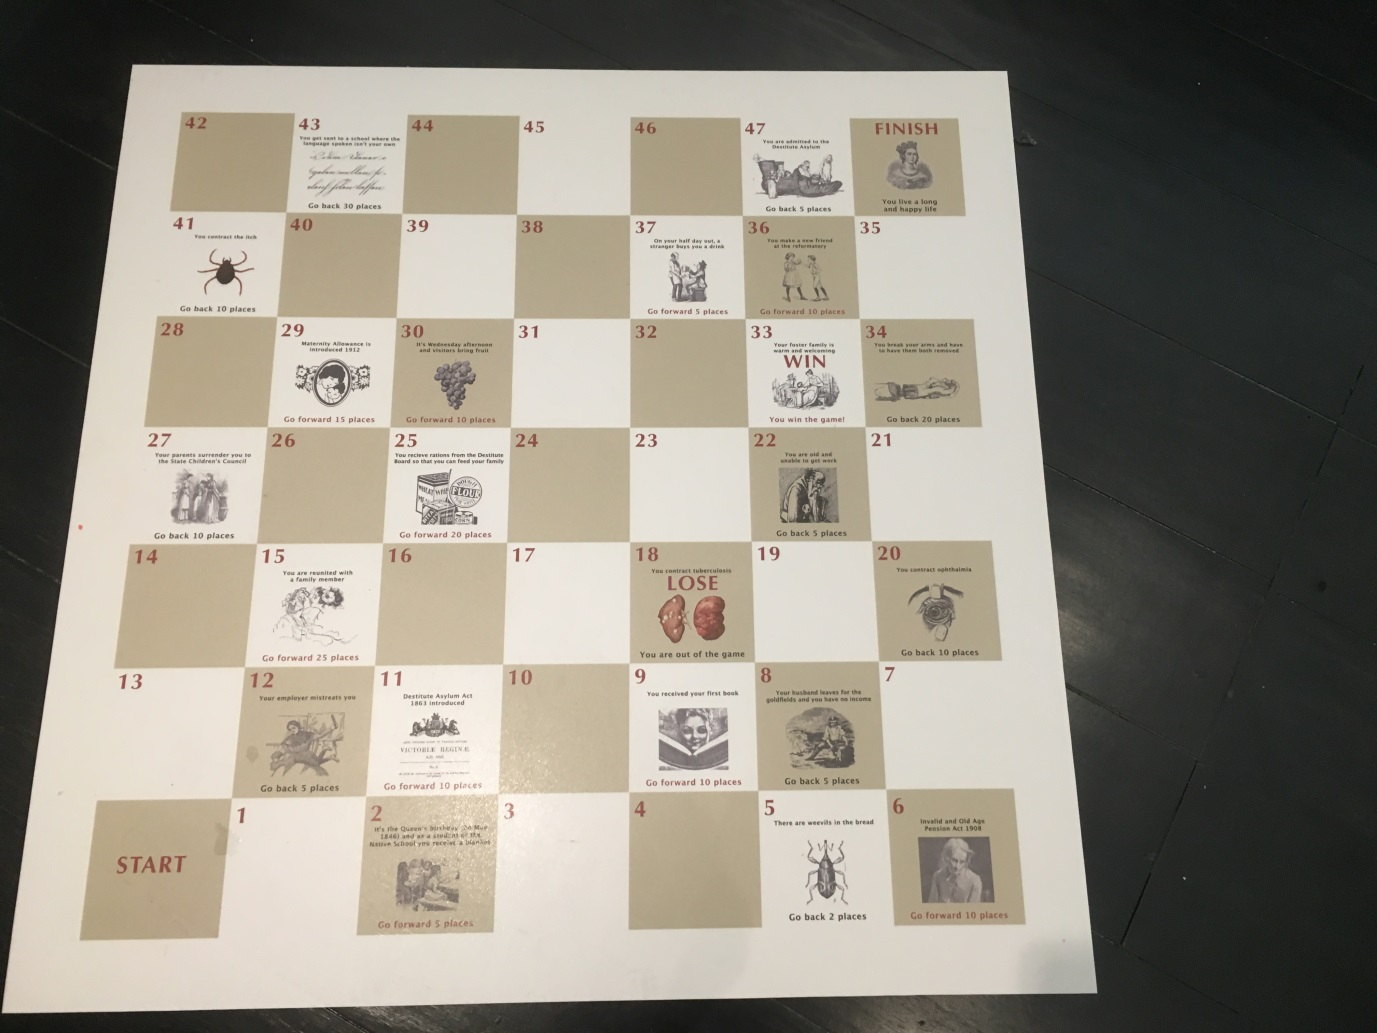 42
43
You get sent to a school where the
language spoken isn't your own
Go back 30 places
44
45
46
47
You are admitted to the
Destitute Asylum
Go back 5 places
FINISH
You live a long
and happy life
41
You contract the itch
Go back 10 places
40
39
38
37
On your half day out, a
stranger buys you a drink
Go forward 5 places
36
You make a new friend
at the reformatory
Go forward 10 places
35
28
29
Maternity Allowance is
introduced 1912
Go forward 15 places
30
It's Wednesday afternoon
and visitors bring fruit
Go forward 10 places
31
32
33
Your foster family is
warm and welcoming
WIN
You win the game!
34
You break your arms and have
to have them both removed
Go back 20 places
27
Your parents surrender you to
the State Children's Council
Go back 10 places
26
25
You recieve rations from the Destitute
Board so that you can feed your family
FLOUR
Go forward 20 places
24
23
22
You are old and
unable to get work
Go back 5 places
21
14
15
You are reunited with
a family member
Go forward 25 places
16
17
18
You contract tuberculosis
LOSE
You are out of the game
19
20
You contract ophthalmia
Go back 10 places
13
12
Your employer mistreats you
Go back 5 places
11
Destitute Asylum Act
1863 introduced
VICTORIÆ REGINÆ
Go forward 10 places
10
9
You received your first book
Go forward 10 places
8
Your husband leaves for the
goldfields and you have no income
Go back 5 places
7
START
1
2
It's the Queen's Birthday (26 May
1846) and as a student of the
Native School you receive a blanket
Go forward 5 places
3
4
5
There are weevils in the bread
Go back 2 places
6
Invalid and Old Age
Pension Act 1908
Go forward 10 places